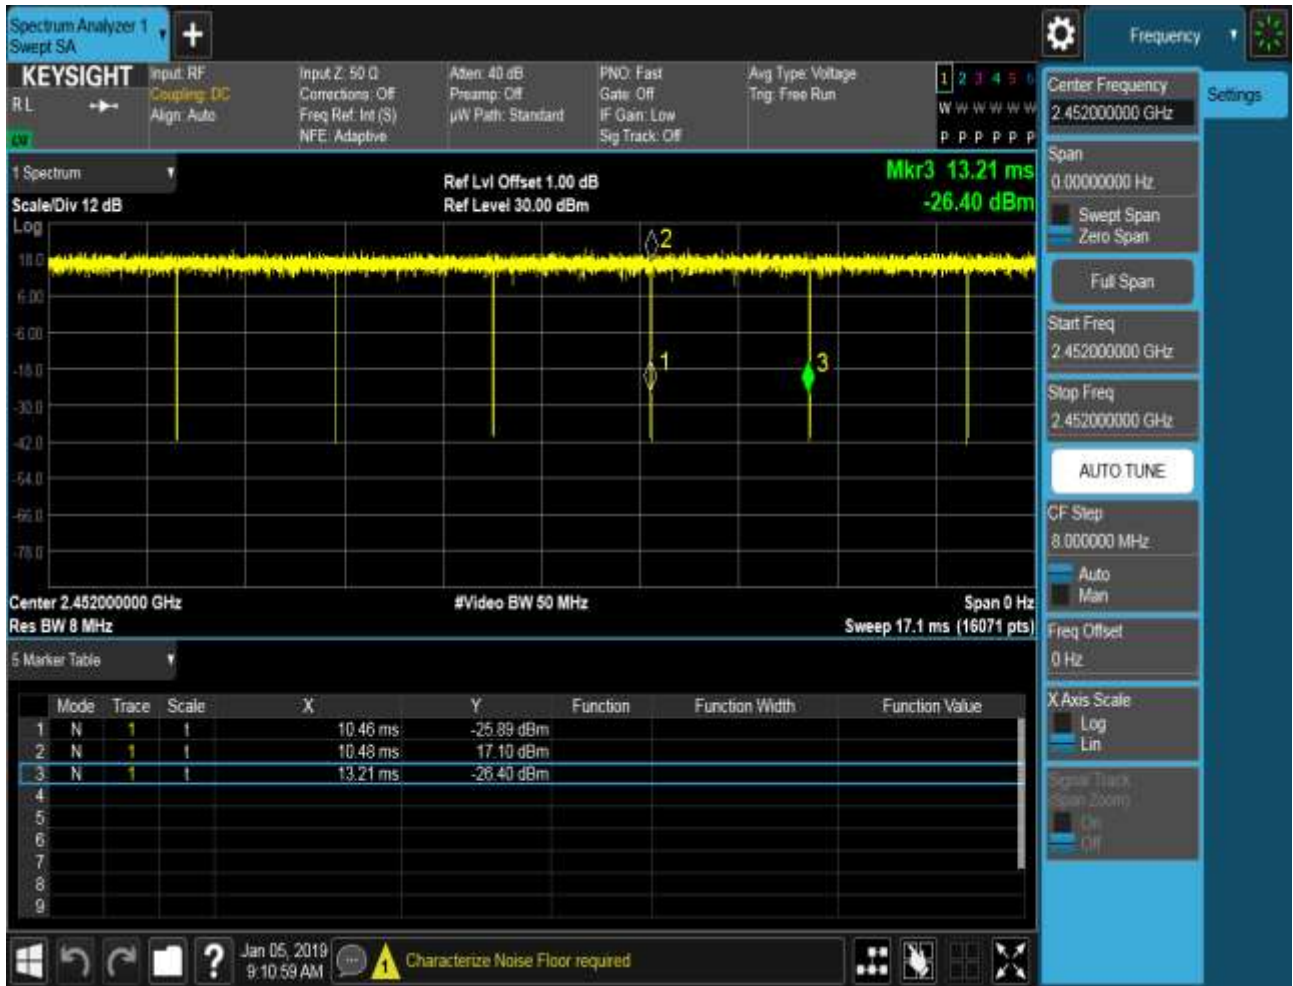 Spectrum Analyzer 1
Swept SA
+
Frequency
KEYSIGHT
RL
Input: RF
Coupling: DC
Align: Auto
Input Z: 50 Ω
Corrections: Off
Freq Ref: Int (S)
NFE: Adaptive
Atten: 40 dB
Preamp: Off
µW Path: Standard
PNO: Fast
Gate: Off
IF Gain: Low
Sig Track: Off
Avg Type: Voltage
Trig: Free Run
1 2 3 4 5 6
W W W W W W
P P P P P P
1 Spectrum
Scale/Div 12 dB
Ref Lvl Offset 1.00 dB
Ref Level 30.00 dBm
Mkr3 13.21 ms
-26.40 dBm
Log
18.0
6.00
-6.00
-18.0
-30.0
-42.0
-54.0
-66.0
-78.0
2
1
3
Center 2.452000000 GHz
#Video BW 50 MHz
Span 0 Hz
Res BW 8 MHz
Sweep 17.1 ms (16071 pts)
5 Marker Table
Mode Trace Scale X Y Function Function Width Function Value
1 N 1 t 10.46 ms -25.89 dBm
2 N 1 t 10.48 ms 17.10 dBm
3 N 1 t 13.21 ms -26.40 dBm
4
5
6
7
8
9
Center Frequency
2.452000000 GHz
Settings
Span
0.00000000 Hz
Swept Span
Zero Span
Full Span
Start Freq
2.452000000 GHz
Stop Freq
2.452000000 GHz
AUTO TUNE
CF Step
8.000000 MHz
Auto
Man
Freq Offset
0 Hz
X Axis Scale
Log
Lin
Signal Track
(Span Zoom)
On
Off
?
Jan 05, 2019
9:10:59 AM
1
Characterize Noise Floor required